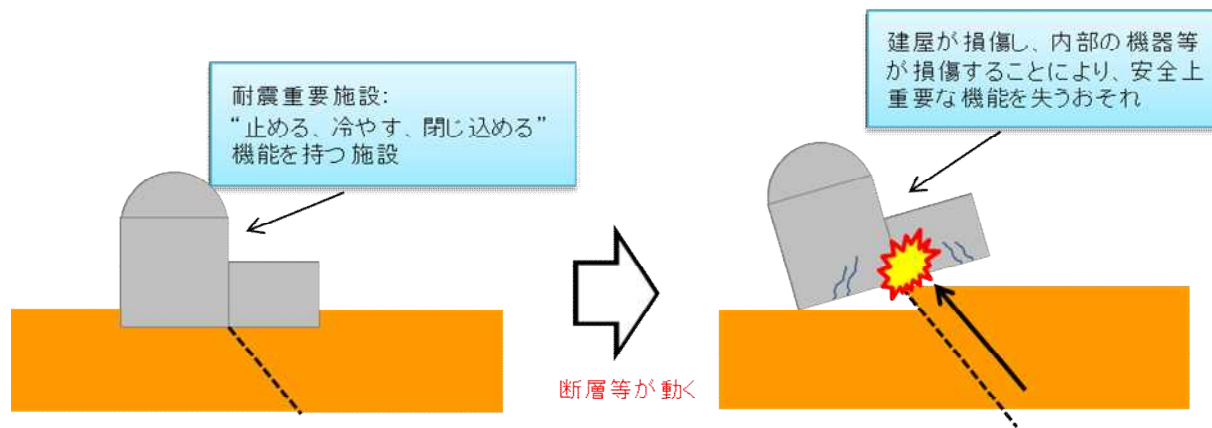 耐震重要施設:
“止める、冷やす、閉じ込める”
機能を持つ施設
断層等が動く
建屋が損傷し、内部の機器等
が損傷することにより、安全上
重要な機能を失うおそれ